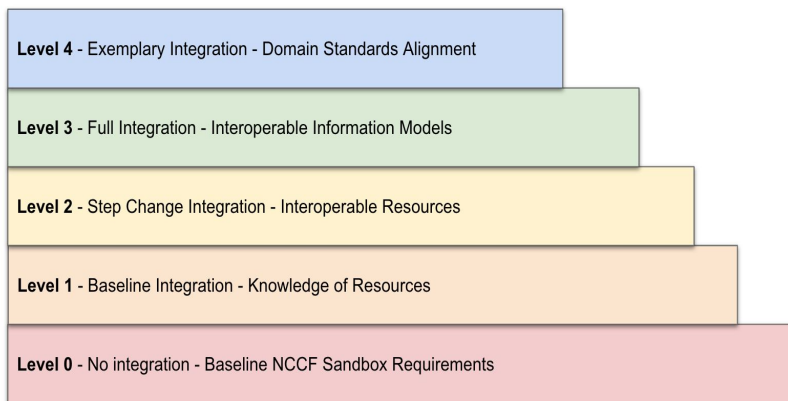 Level 4 - Exemplary Integration - Domain Standards Alignment
Level 3 - Full Integration - Interoperable Information Models
Level 2 - Step Change Integration - Interoperable Resources
Level 1 - Baseline Integration - Knowledge of Resources
Level 0 - No integration - Baseline NCCF Sandbox Requirements